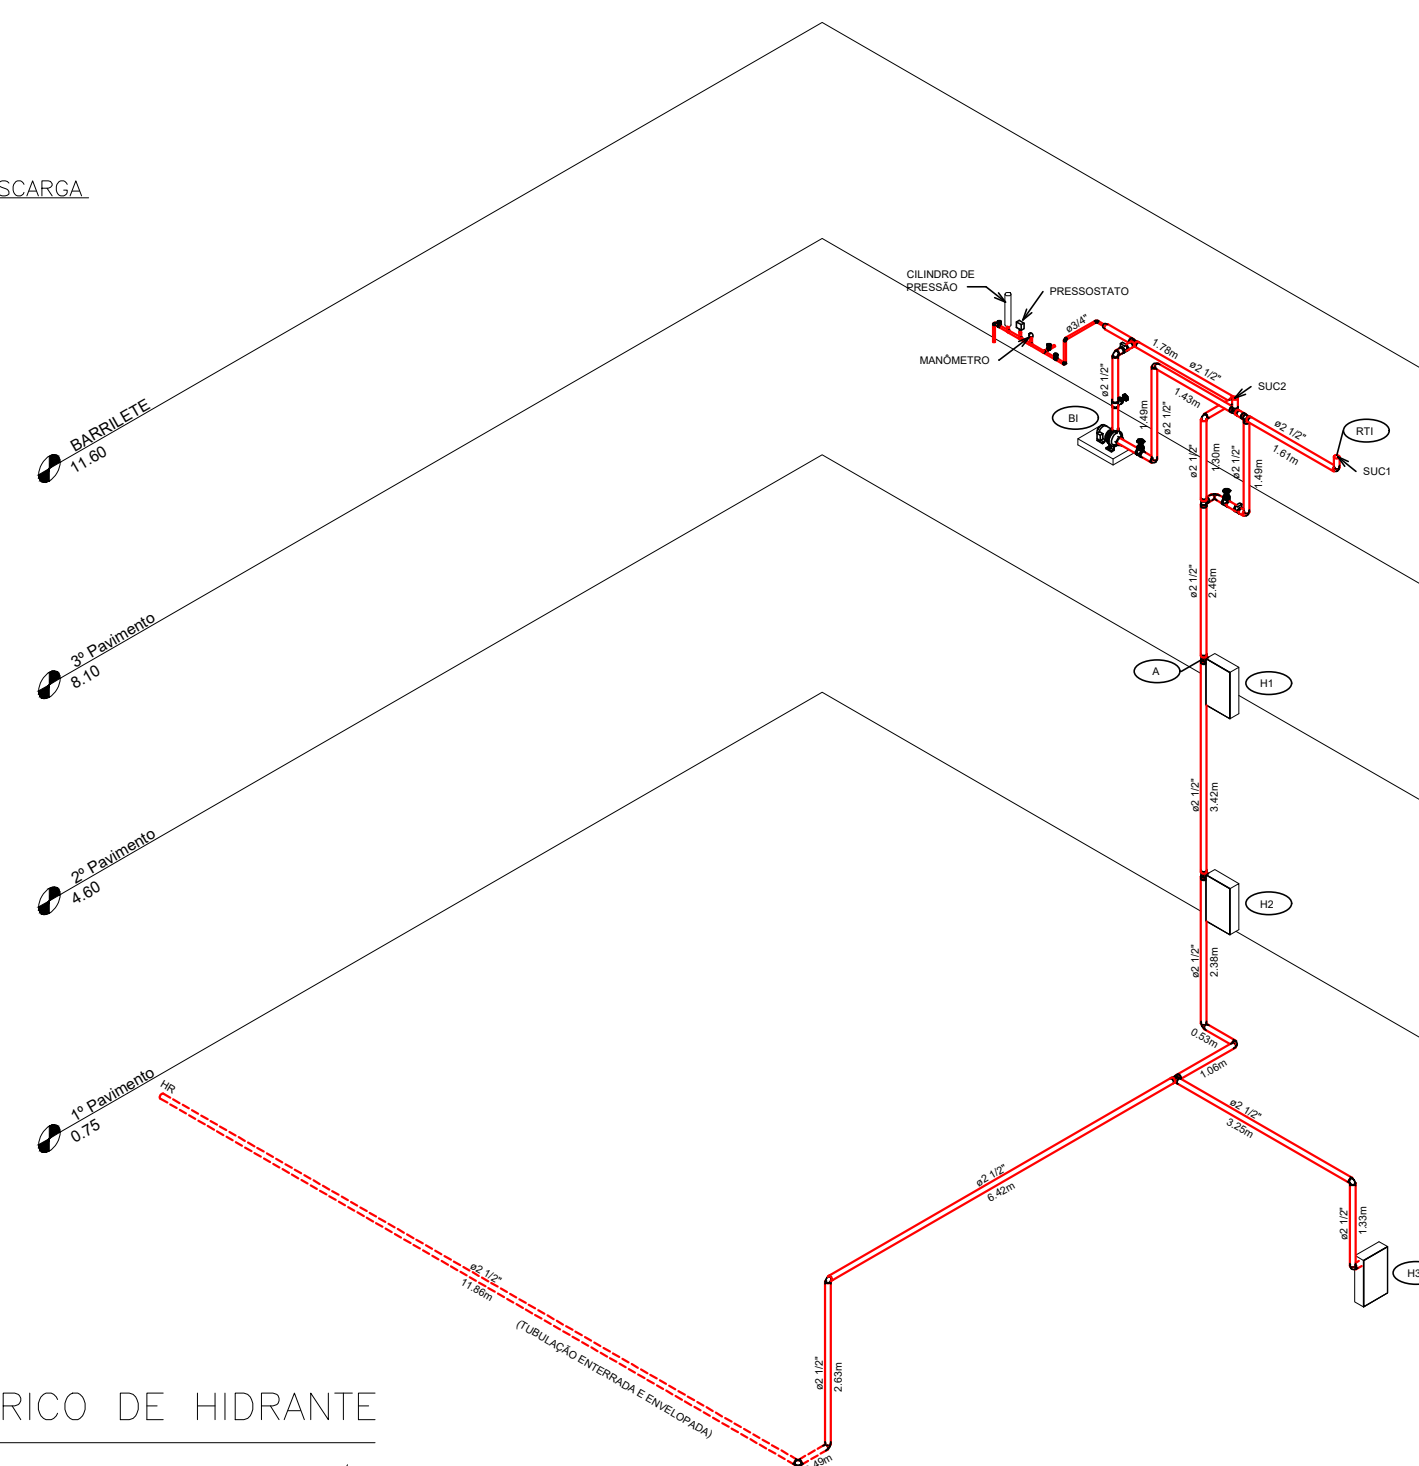 SCARGA
CILINDRO DE
PRESSÃO
PRESSOSTATO
MANÔMETRO
ø3/4"
1.78m
ø2 1/2"
SUC2
ø2 1/2"
1.43m
1.49m
ø2 1/2"
BI
ø2 1/2"
1.61m
RTI
SUC1
ø2 1/2"
1.30m
ø2 1/2"
1.49m
BARRILETE
11.60
ø2 1/2"
2.46m
3º Pavimento
8.10
A
H1
ø2 1/2"
3.42m
2º Pavimento
4.60
H2
ø2 1/2"
2.38m
0.53m
1.06m
1º Pavimento
0.75
HR
ø2 1/2"
3.25m
ø2 1/2"
6.42m
ø2 1/2"
1.33m
H3
ø2 1/2"
11.86m
(TUBULAÇÃO ENTERRADA E ENVELOPADA)
ø2 1/2"
2.63m
RICO DE HIDRANTE
49m